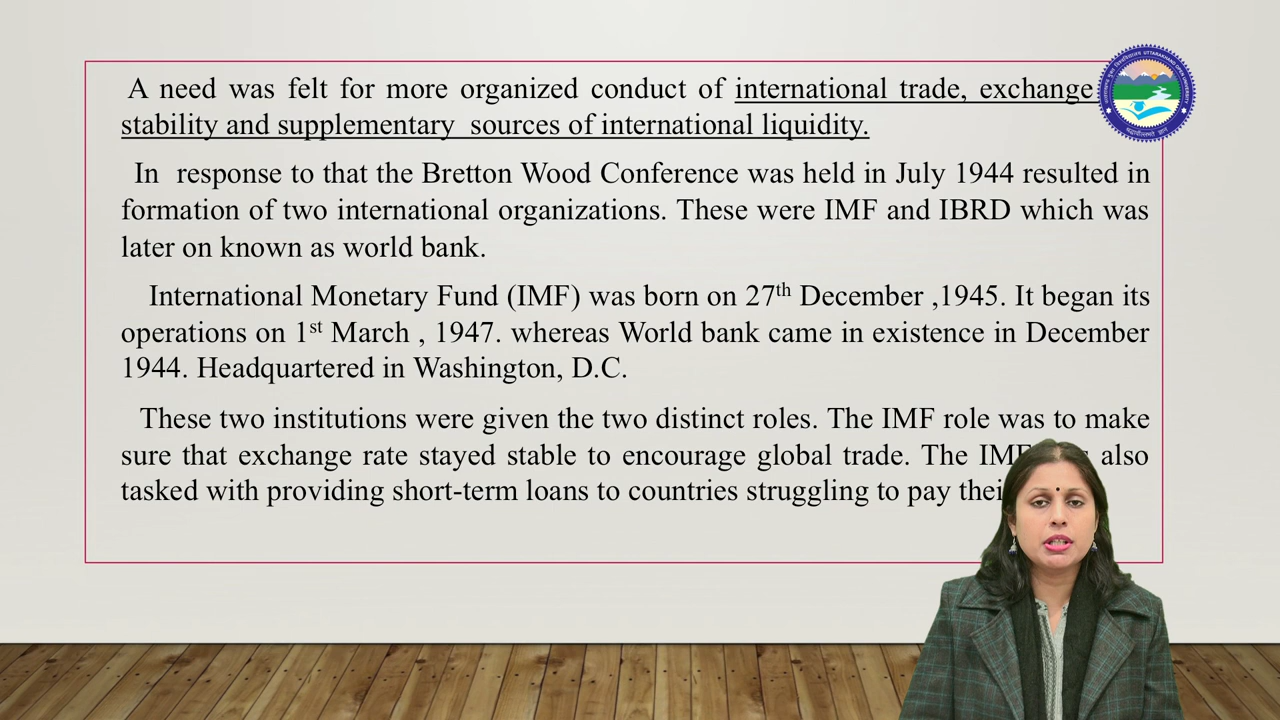 A need was felt for more organized conduct of international trade, exchange
stability and supplementary sources of international liquidity.
In response to that the Bretton Wood Conference was held in July 1944 resulted in
formation of two international organizations. These were IMF and IBRD which was
later on known as world bank.
International Monetary Fund (IMF) was born on 27th December ,1945. It began its
operations on 1st March , 1947. whereas World bank came in existence in December
1944. Headquartered in Washington, D.C.
These two institutions were given the two distinct roles. The IMF role was to make
sure that exchange rate stayed stable to encourage global trade. The also
tasked with providing short-term loans to countries struggling to pay